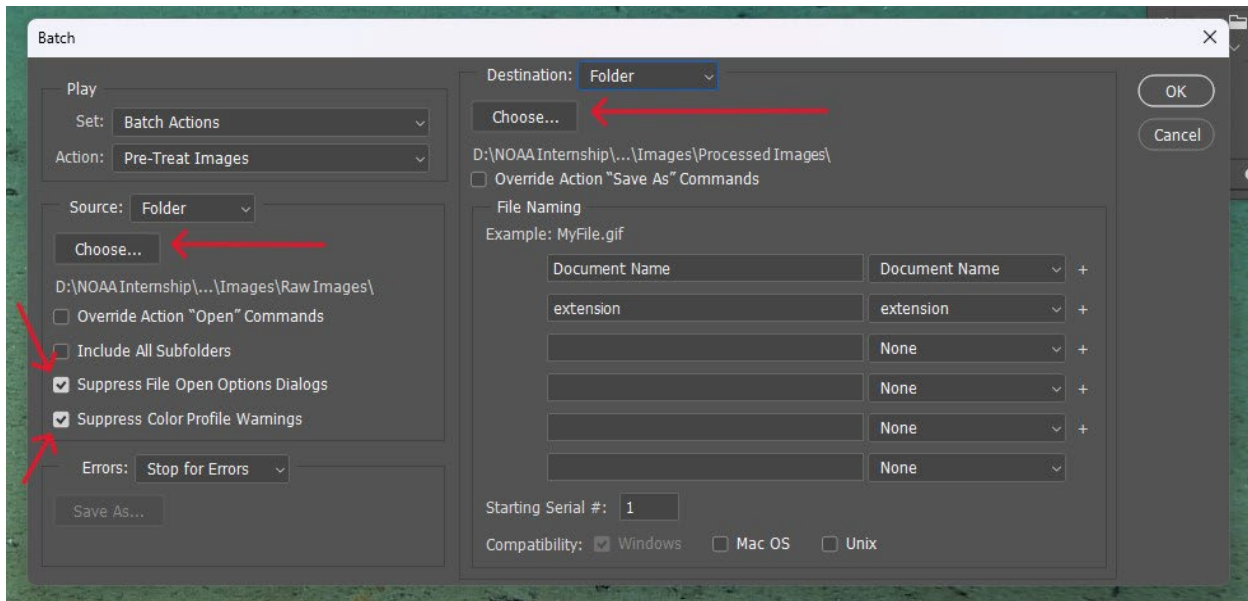 Batch
Play
Set: Batch Actions
Action: Pre-Treat Images
Source: Folder
Choose...
D:\NOAA Internship\...\Images\Raw Images\
Override Action “Open” Commands
Include All Subfolders
Suppress File Open Options Dialogs
Suppress Color Profile Warnings
Errors: Stop for Errors
Save As...
Destination: Folder
Choose...
D:\NOAA Internship\...\Images\Processed Images\
Override Action “Save As” Commands
File Naming
Example: MyFile.gif
Document Name Document Name +
extension extension +
None +
None +
None +
None
Starting Serial #: 1
Compatibility: Windows Mac OS Unix
OK
Cancel